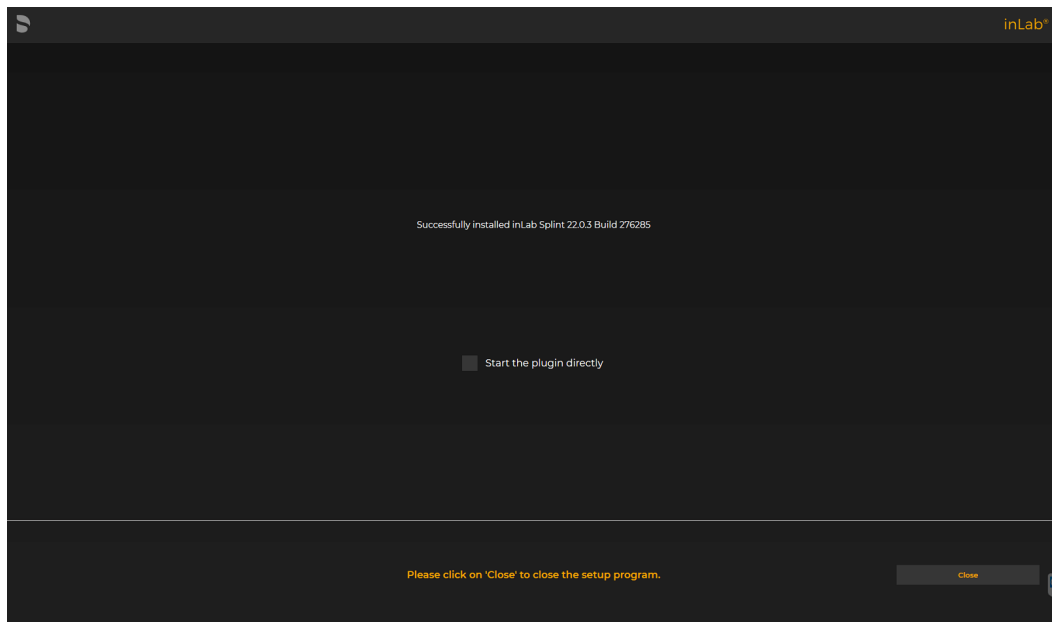 inLab®
Successfully installed inLab Splint 22.0.3 Build 276285
Start the plugin directly
Please click on 'Close' to close the setup program.
Close